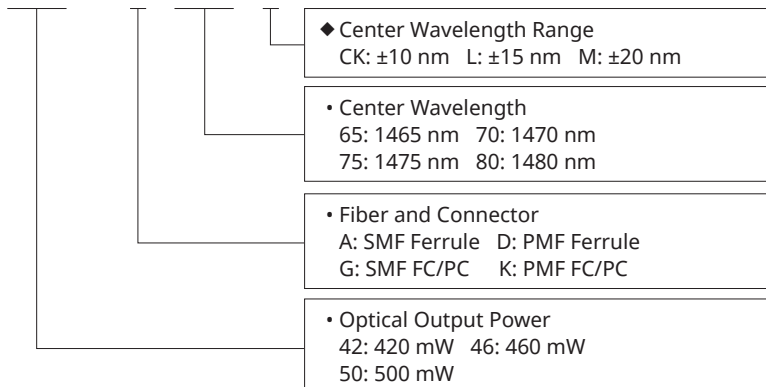 ◆ Center Wavelength Range
CK: ±10 nm L: ±15 nm M: ±20 nm
• Center Wavelength
65: 1465 nm 70: 1470 nm
75: 1475 nm 80: 1480 nm
• Fiber and Connector
A: SMF Ferrule D: PMF Ferrule
G: SMF FC/PC K: PMF FC/PC
• Optical Output Power
42: 420 mW 46: 460 mW
50: 500 mW